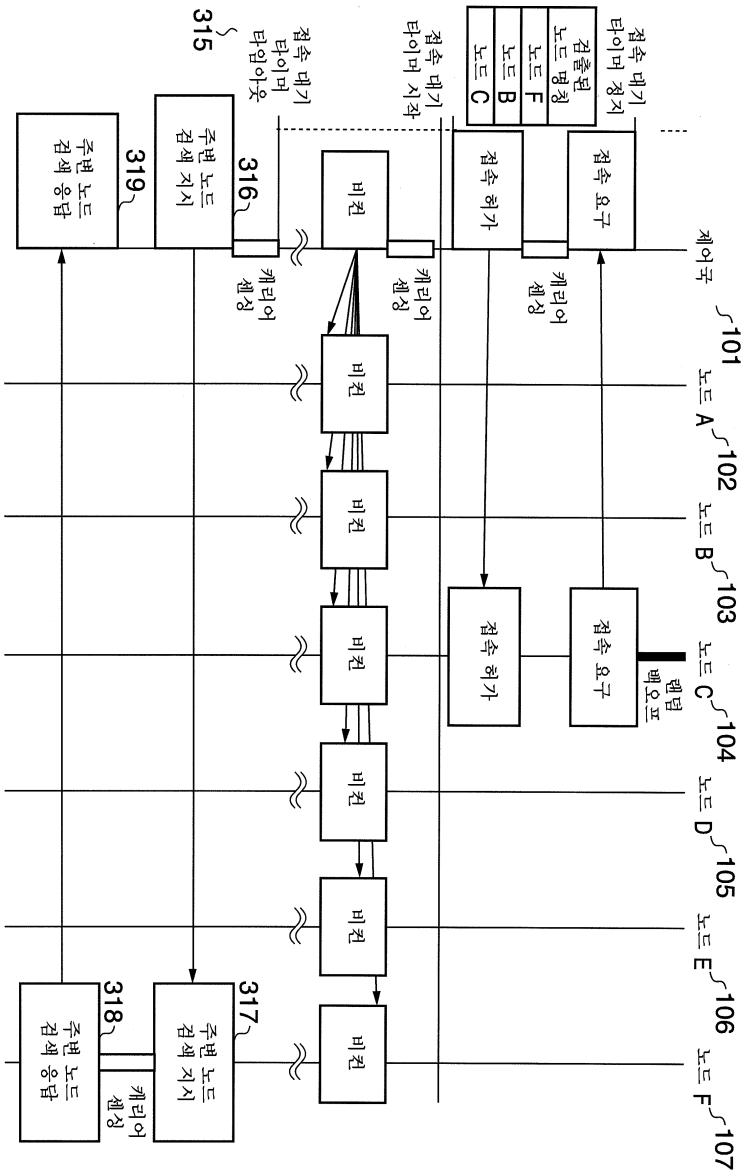 101
102
103
104
105
106
107
제어국
노드 A
노드 B
노드 C
노드 D
노드 E
노드 F
접속 대기
타이머 정지
랜덤
백오프
접속 요구
접속 요구
검출된
노드 명칭
노드 F
노드 B
노드 C
캐리어
센싱
접속 허가
접속 허가
접속 대기
타이머 시작
캐리어
센싱
비컨
비컨
비컨
비컨
비컨
비컨
비컨
접속 대기
타이머
타임아웃
315
캐리어
센싱
316
317
주변 노드
검색 지시
주변 노드
검색 지시
캐리어
센싱
319
318
주변 노드
검색 응답
주변 노드
검색 응답